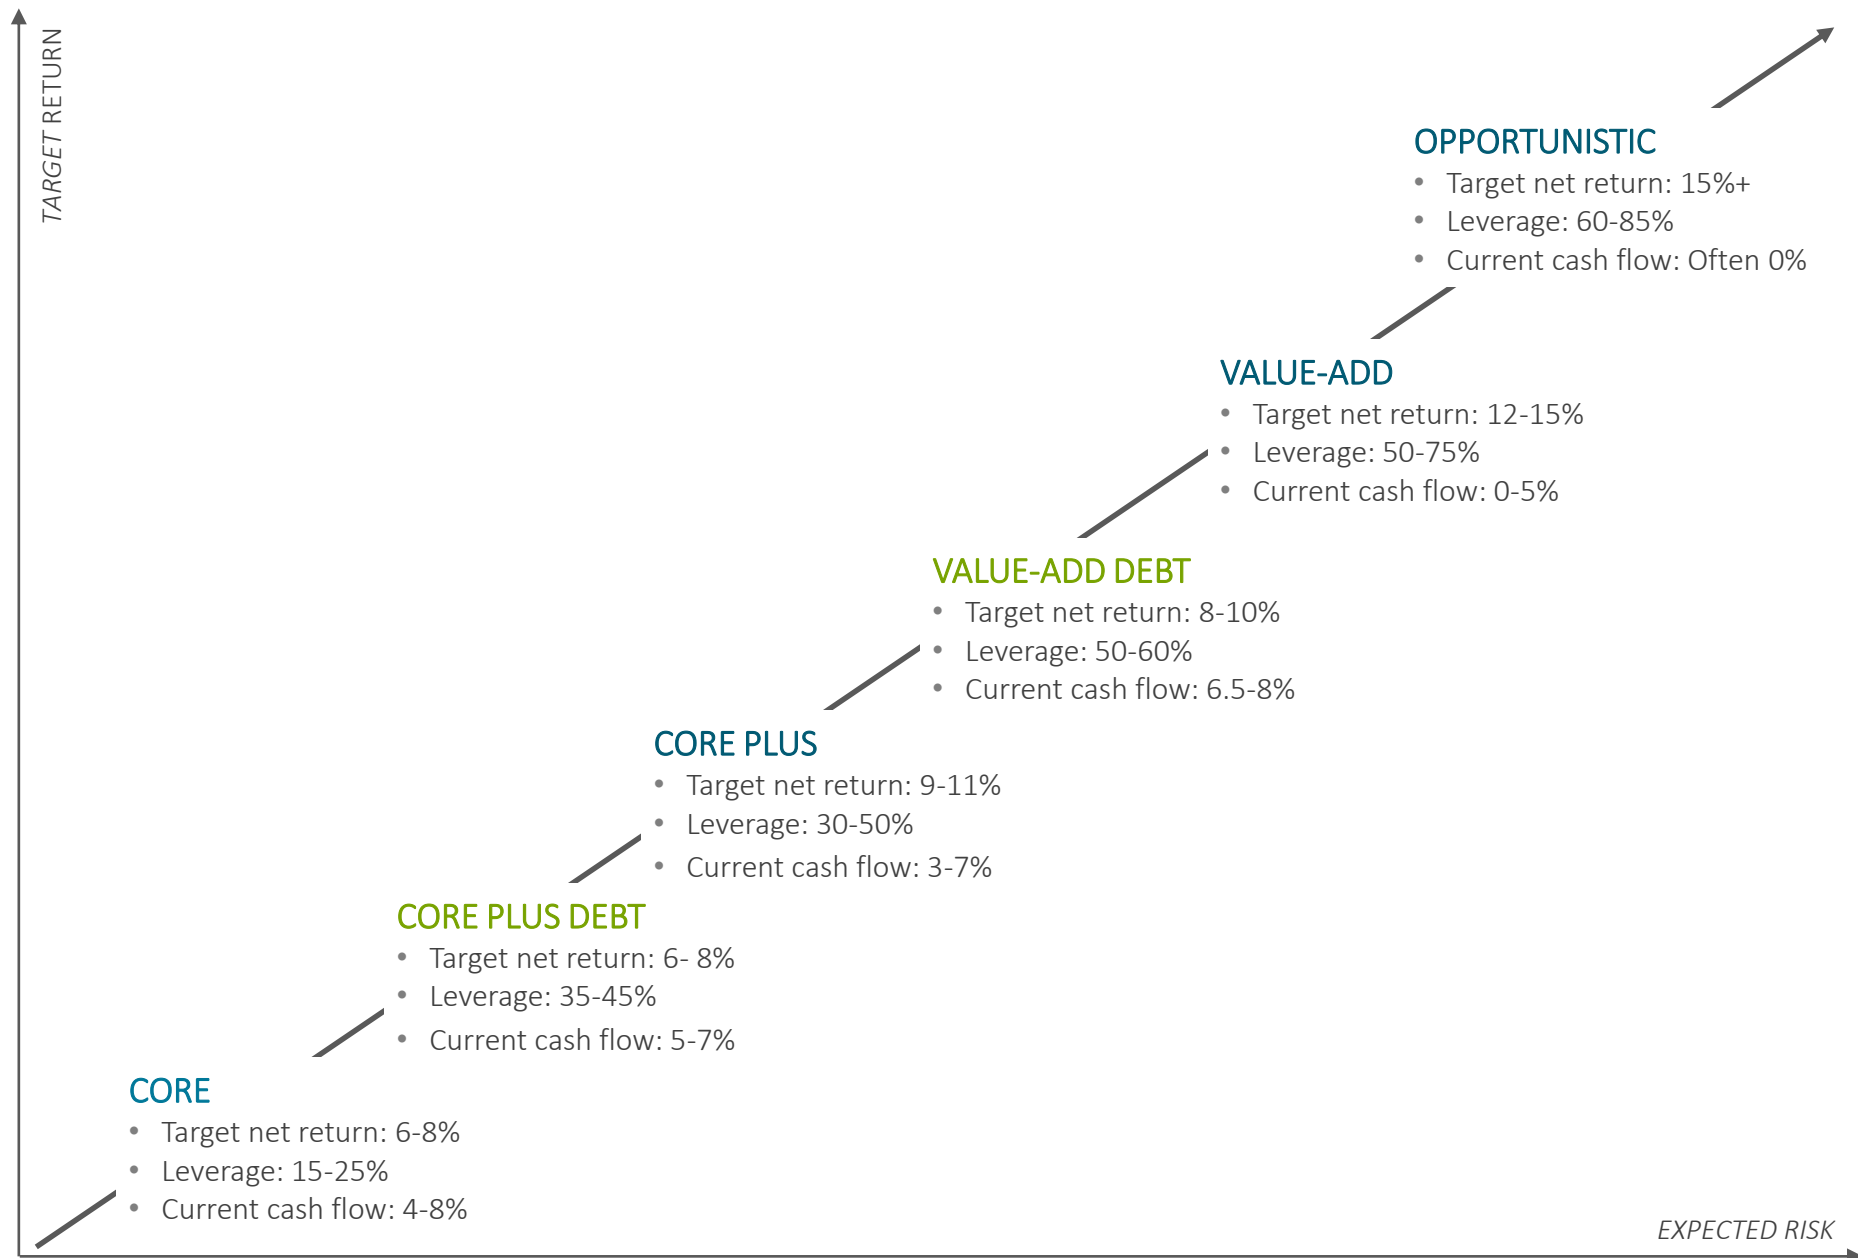 TARGET RETURN
OPPORTUNISTIC
• Target net return: 15%+
• Leverage: 60-85%
• Current cash flow: Often 0%
VALUE-ADD
• Target net return: 12-15%
• Leverage: 50-75%
• Current cash flow: 0-5%
VALUE-ADD DEBT
• Target net return: 8-10%
• Leverage: 50-60%
• Current cash flow: 6.5-8%
CORE PLUS
• Target net return: 9-11%
• Leverage: 30-50%
• Current cash flow: 3-7%
CORE PLUS DEBT
• Target net return: 6- 8%
• Leverage: 35-45%
• Current cash flow: 5-7%
CORE
• Target net return: 6-8%
• Leverage: 15-25%
• Current cash flow: 4-8%
EXPECTED RISK